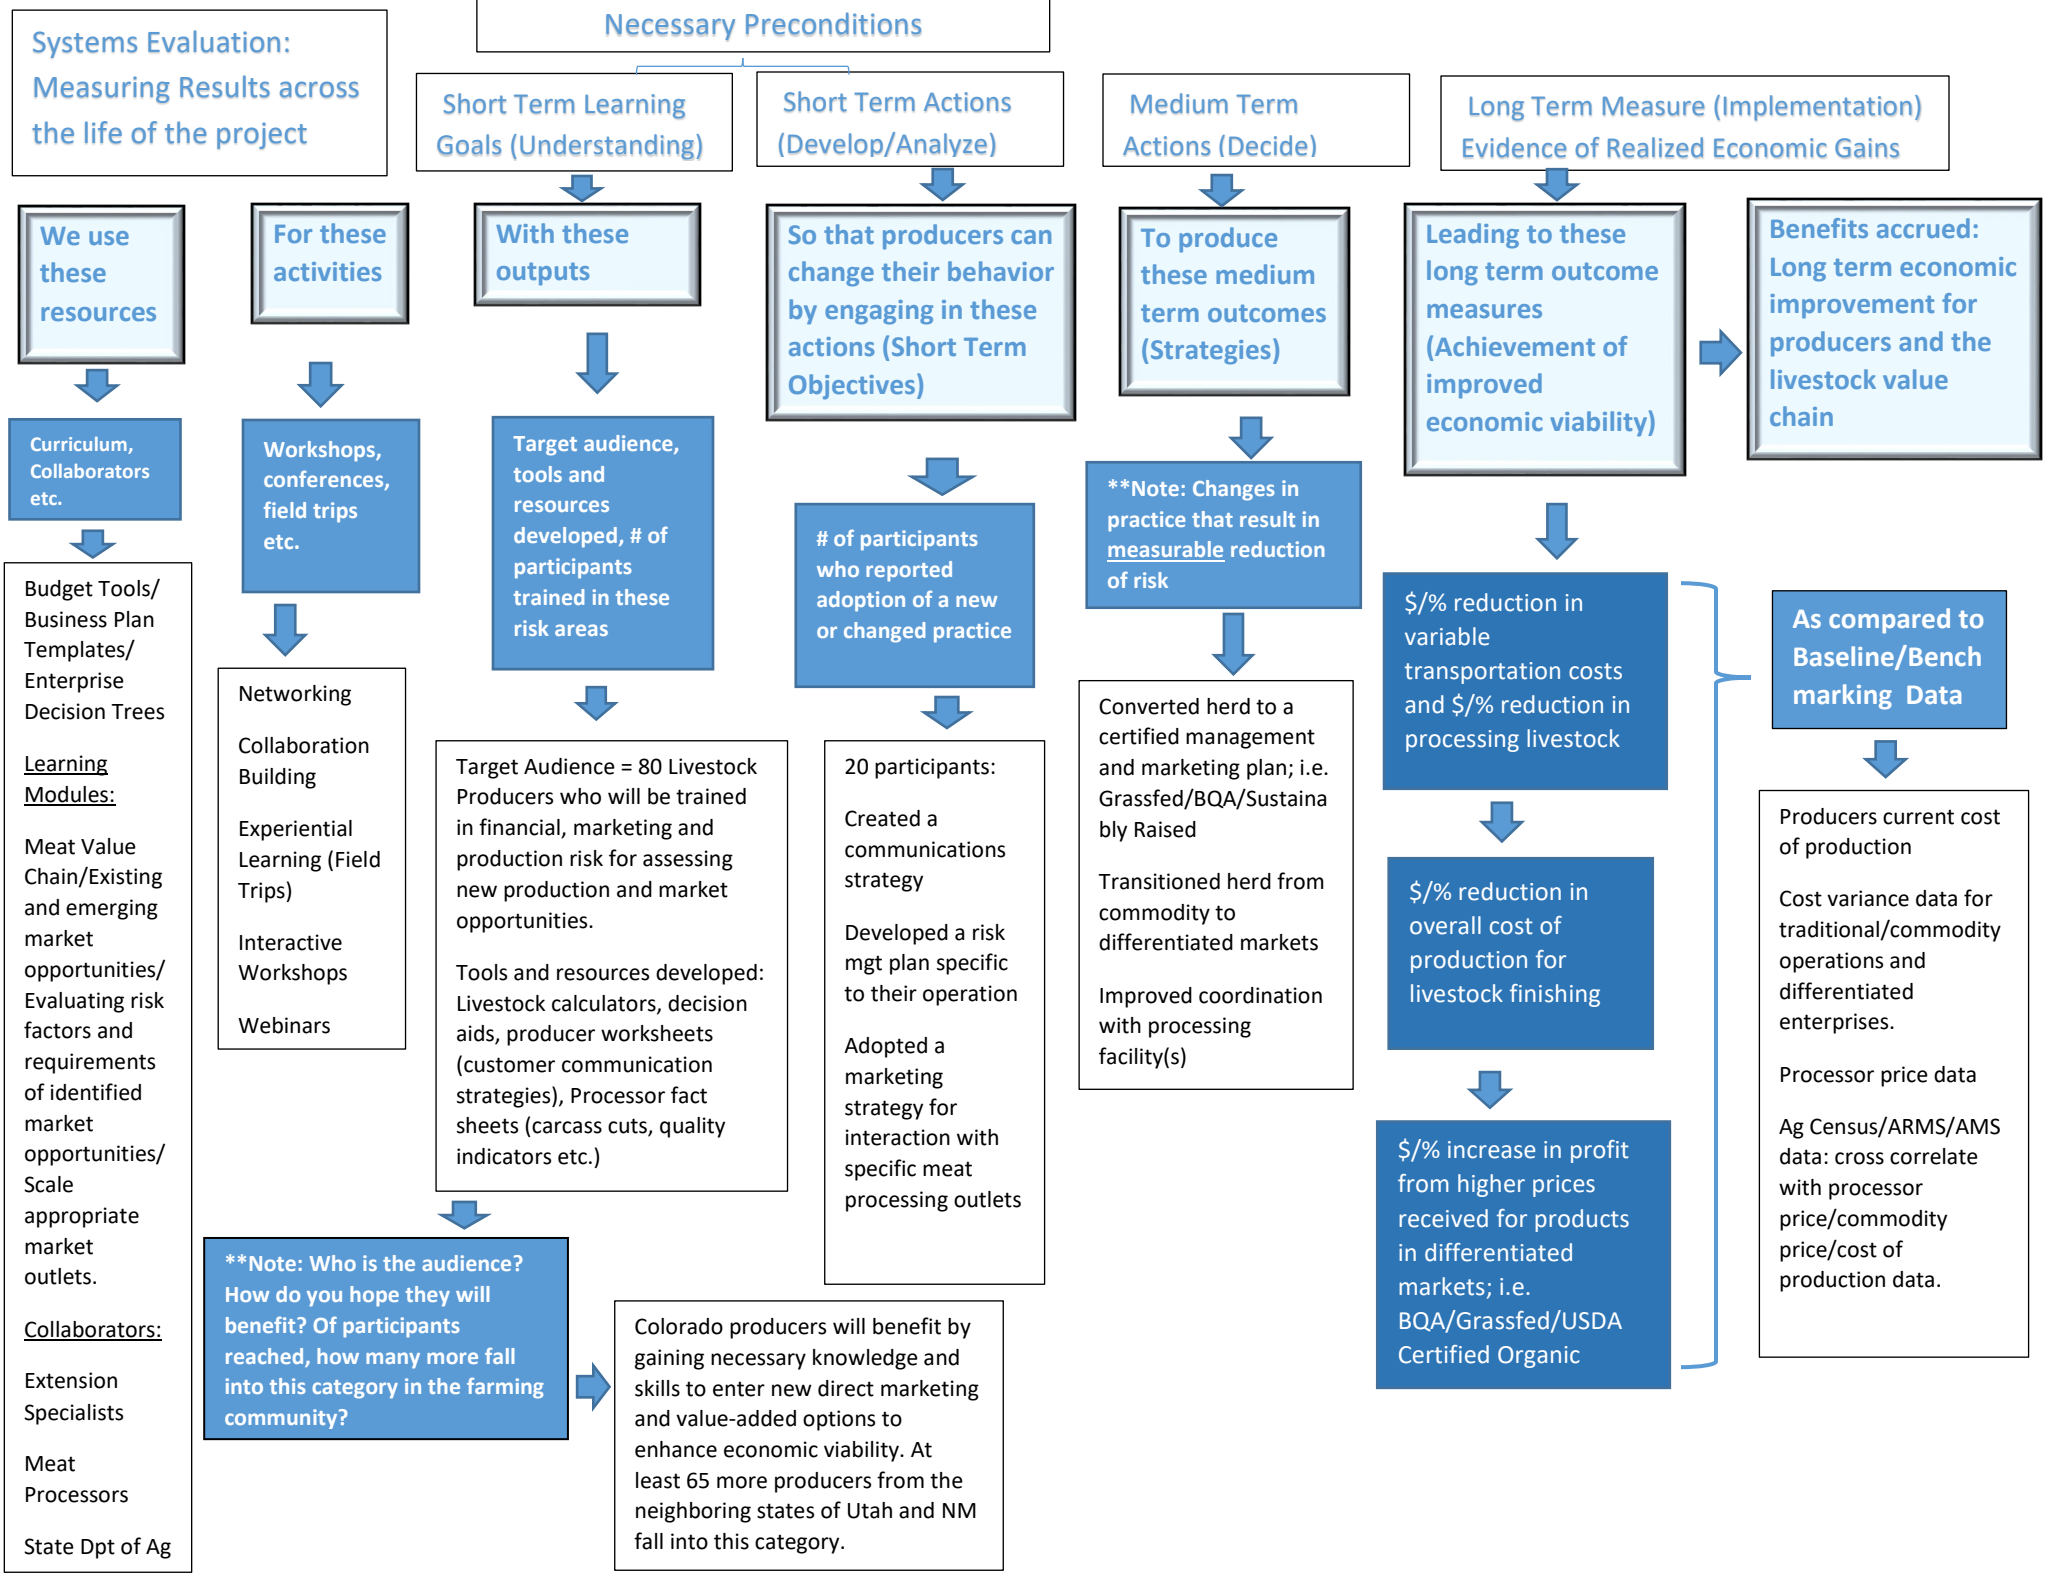 Systems Evaluation:
Measuring Results across
the life of the project
Necessary Preconditions
Short Term Learning
Goals (Understanding)
Short Term Actions
(Develop/Analyze)
Medium Term
Actions (Decide)
Long Term Measure (Implementation)
Evidence of Realized Economic Gains
We use
these
resources
For these
activities
With these
outputs
So that producers can
change their behavior
by engaging in these
actions (Short Term
Objectives)
To produce
these medium
term outcomes
(Strategies)
Leading to these
long term outcome
measures
(Achievement of
improved
economic viability)
Benefits accrued:
Long term economic
improvement for
producers and the
livestock value
chain
Curriculum,
Collaborators
etc.
Budget Tools/
Business Plan
Templates/
Enterprise
Decision Trees
Learning
Modules:
Meat Value
Chain/Existing
and emerging
market
opportunities/
Evaluating risk
factors and
requirements
of identified
market
opportunities/
Scale
appropriate
market
outlets.
Collaborators:
Extension
Specialists
Meat
Processors
State Dpt of Ag
Workshops,
conferences,
field trips
etc.
Networking
Collaboration
Building
Experiential
Learning (Field
Trips)
Interactive
Workshops
Webinars
Target audience,
tools and
resources
developed, # of
participants
trained in these
risk areas
Target Audience = 80 Livestock
Producers who will be trained
in financial, marketing and
production risk for assessing
new production and market
opportunities.
Tools and resources developed:
Livestock calculators, decision
aids, producer worksheets
(customer communication
strategies), Processor fact
sheets (carcass cuts, quality
indicators etc.)
**Note: Who is the audience?
How do you hope they will
benefit? Of participants
reached, how many more fall
into this category in the farming
community?
Colorado producers will benefit by
gaining necessary knowledge and
skills to enter new direct marketing
and value-added options to
enhance economic viability. At
least 65 more producers from the
neighboring states of Utah and NM
fall into this category.
# of participants
who reported
adoption of a new
or changed practice
20 participants:
Created a
communications
strategy
Developed a risk
mgt plan specific
to their operation
Adopted a
marketing
strategy for
interaction with
specific meat
processing outlets
**Note: Changes in
practice that result in
measurable reduction
of risk
Converted herd to a
certified management
and marketing plan; i.e.
Grassfed/BQA/Sustaina
bly Raised
Transitioned herd from
commodity to
differentiated markets
Improved coordination
with processing
facility(s)
$/% reduction in
variable
transportation costs
and $/% reduction in
processing livestock
$/% reduction in
overall cost of
production for
livestock finishing
$/% increase in profit
from higher prices
received for products
in differentiated
markets; i.e.
BQA/Grassfed/USDA
Certified Organic
As compared to
Baseline/Bench
marking Data
Producers current cost
of production
Cost variance data for
traditional/commodity
operations and
differentiated
enterprises.
Processor price data
Ag Census/ARMS/AMS
data: cross correlate
with processor
price/commodity
price/cost of
production data.